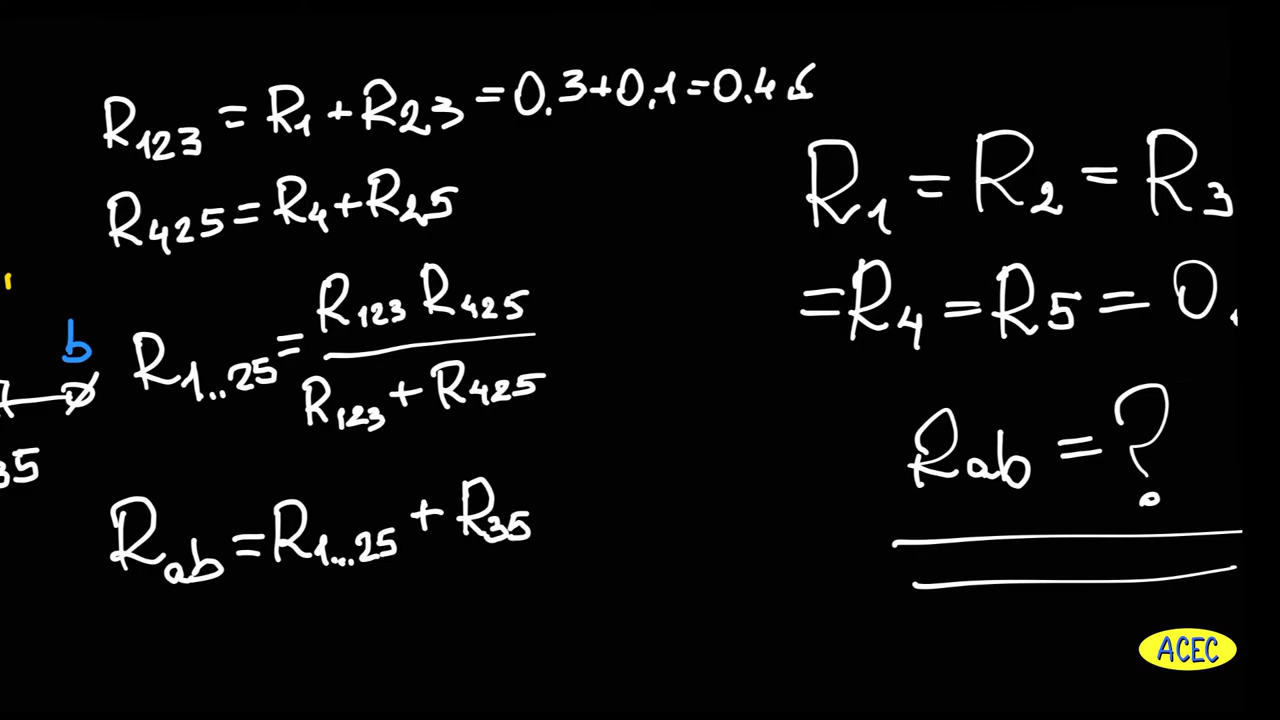 R123 = R1 + R23 = 0.3+0.1=0.4
R425 = R4 + R25
R1..25 = R123 R425 / R123 + R425
b
35
Rab = R1...25 + R35
R1 = R2 = R3
= R4 = R5 = 0.
Rab = ?
ACEC